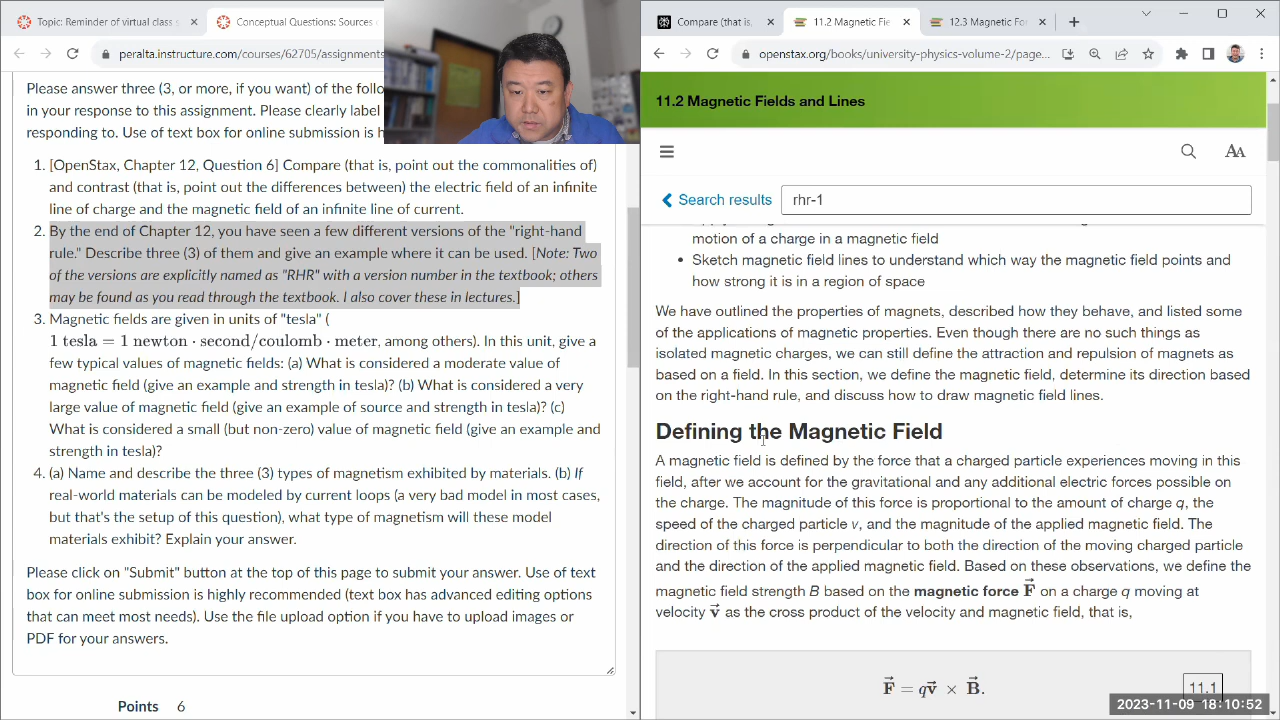 Topic: Reminder of virtual class s
Conceptual Questions: Sources
Compare (that is,
11.2 Magnetic Fie
12.3 Magnetic Fo
peralta.instructure.com/courses/62705/assignments
openstax.org/books/university-physics-volume-2/page...
Please answer three (3, or more, if you want) of the follo
in your response to this assignment. Please clearly label
responding to. Use of text box for online submission is h
1. [OpenStax, Chapter 12, Question 6] Compare (that is, point out the commonalities of)
and contrast (that is, point out the differences between) the electric field of an infinite
line of charge and the magnetic field of an infinite line of current.
2. By the end of Chapter 12, you have seen a few different versions of the "right-hand
rule." Describe three (3) of them and give an example where it can be used. [Note: Two
of the versions are explicitly named as "RHR" with a version number in the textbook; others
may be found as you read through the textbook. I also cover these in lectures.]
3. Magnetic fields are given in units of "tesla" (
1 tesla = 1 newton · second/coulomb · meter, among others). In this unit, give a
few typical values of magnetic fields: (a) What is considered a moderate value of
magnetic field (give an example and strength in tesla)? (b) What is considered a very
large value of magnetic field (give an example of source and strength in tesla)? (c)
What is considered a small (but non-zero) value of magnetic field (give an example and
strength in tesla)?
4. (a) Name and describe the three (3) types of magnetism exhibited by materials. (b) If
real-world materials can be modeled by current loops (a very bad model in most cases,
but that's the setup of this question), what type of magnetism will these model
materials exhibit? Explain your answer.
Please click on "Submit" button at the top of this page to submit your answer. Use of text
box for online submission is highly recommended (text box has advanced editing options
that can meet most needs). Use the file upload option if you have to upload images or
PDF for your answers.
Points 6
11.2 Magnetic Fields and Lines
AA
Search results
rhr-1
motion of a charge in a magnetic field
• Sketch magnetic field lines to understand which way the magnetic field points and
how strong it is in a region of space
We have outlined the properties of magnets, described how they behave, and listed some
of the applications of magnetic properties. Even though there are no such things as
isolated magnetic charges, we can still define the attraction and repulsion of magnets as
based on a field. In this section, we define the magnetic field, determine its direction based
on the right-hand rule, and discuss how to draw magnetic field lines.
Defining the Magnetic Field
A magnetic field is defined by the force that a charged particle experiences moving in this
field, after we account for the gravitational and any additional electric forces possible on
the charge. The magnitude of this force is proportional to the amount of charge q, the
speed of the charged particle v, and the magnitude of the applied magnetic field. The
direction of this force is perpendicular to both the direction of the moving charged particle
and the direction of the applied magnetic field. Based on these observations, we define the
magnetic field strength B based on the magnetic force F⃗ on a charge q moving at
velocity v⃗ as the cross product of the velocity and magnetic field, that is,
F⃗ = qv⃗ × B⃗.
11.1
2023-11-09 18:10:52